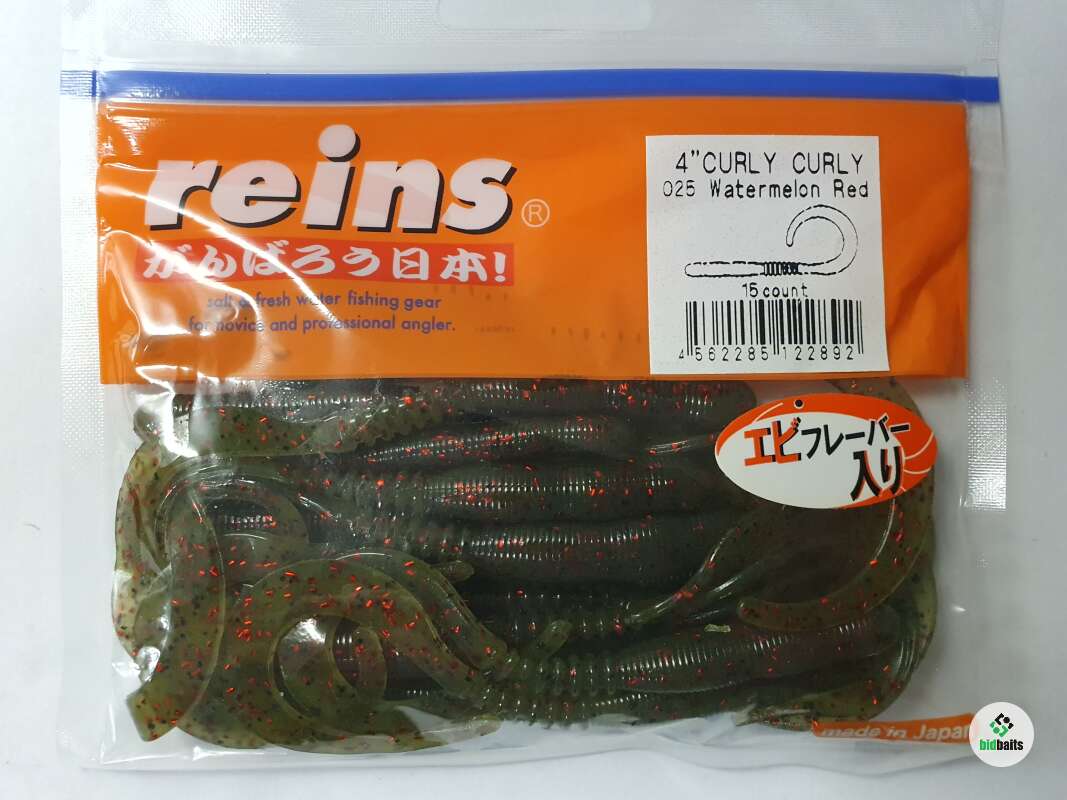 reins®
がんばろう日本!
salt & fresh water fishing gear
for novice and professional angler.
4"CURLY CURLY
025 Watermelon Red
15 count
4 562285 122892
エビフレーバー
入り
made in Japan
bidbaits